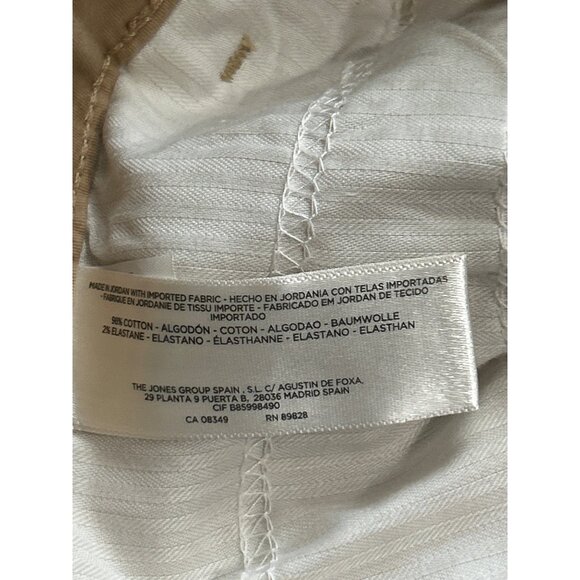 MADE IN JORDAN WITH IMPORTED FABRIC - HECHO EN JORDANIA CON TELAS IMPORTADAS
- FABRIQUE EN JORDANIE DE TISSU IMPORTE - FABRICADO EM JORDAN DE TECIDO
IMPORTADO
98% COTTON - ALGODÓN - COTON - ALGODAO - BAUMWOLLE
2% ELASTANE - ELASTANO - ÉLASTHANNE - ELASTANO - ELASTHAN
THE JONES GROUP SPAIN , S.L. C/ AGUSTIN DE FOXA,
29 PLANTA 9 PUERTA B, 28036 MADRID SPAIN
CIF B85998490
CA 08349 RN 89828